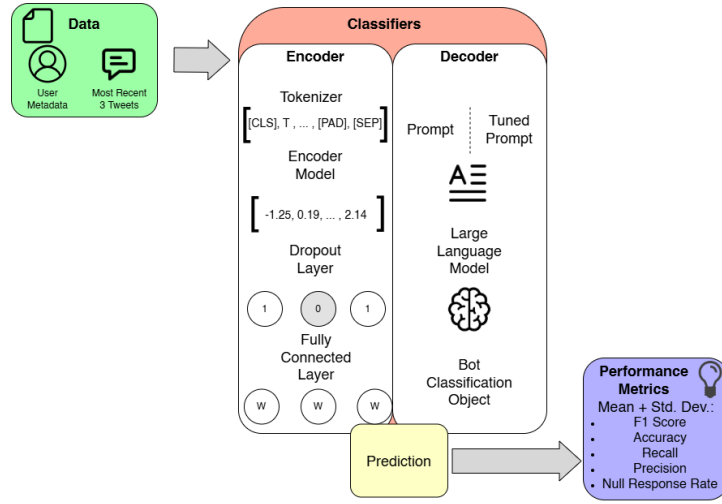 Data
User
Metadata
Most Recent
3 Tweets
Classifiers
Encoder
Tokenizer
[CLS], T , ... , [PAD], [SEP]
Encoder
Model
-1.25, 0.19, ... , 2.14
Dropout
Layer
1 0 1
Fully
Connected
Layer
W W W
Decoder
Prompt
Tuned
Prompt
A
Large
Language
Model
Bot
Classification
Object
Prediction
Performance
Metrics
Mean + Std. Dev.:
• F1 Score
• Accuracy
• Recall
• Precision
• Null Response Rate